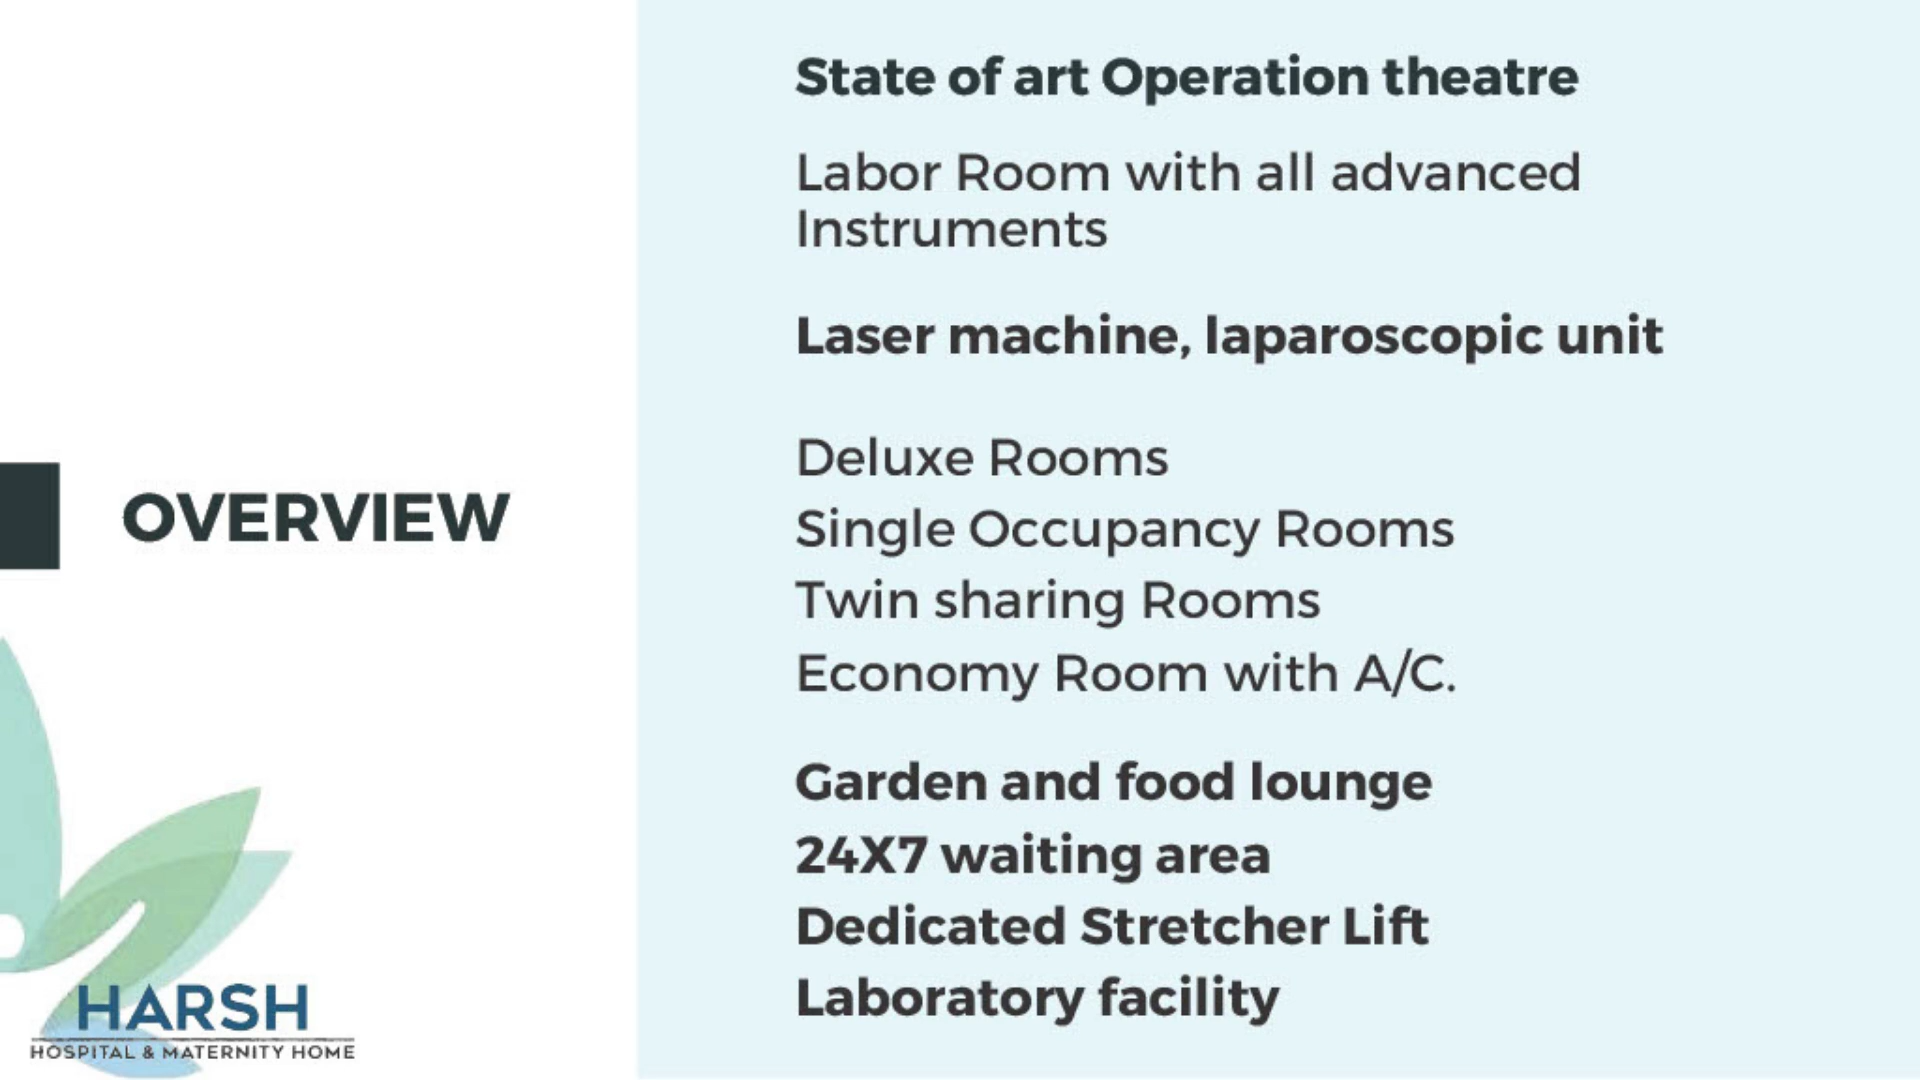 OVERVIEW
HARSH
HOSPITAL & MATERNITY HOME
State of art Operation theatre
Labor Room with all advanced
Instruments
Laser machine, laparoscopic unit
Deluxe Rooms
Single Occupancy Rooms
Twin sharing Rooms
Economy Room with A/C.
Garden and food lounge
24X7 waiting area
Dedicated Stretcher Lift
Laboratory facility